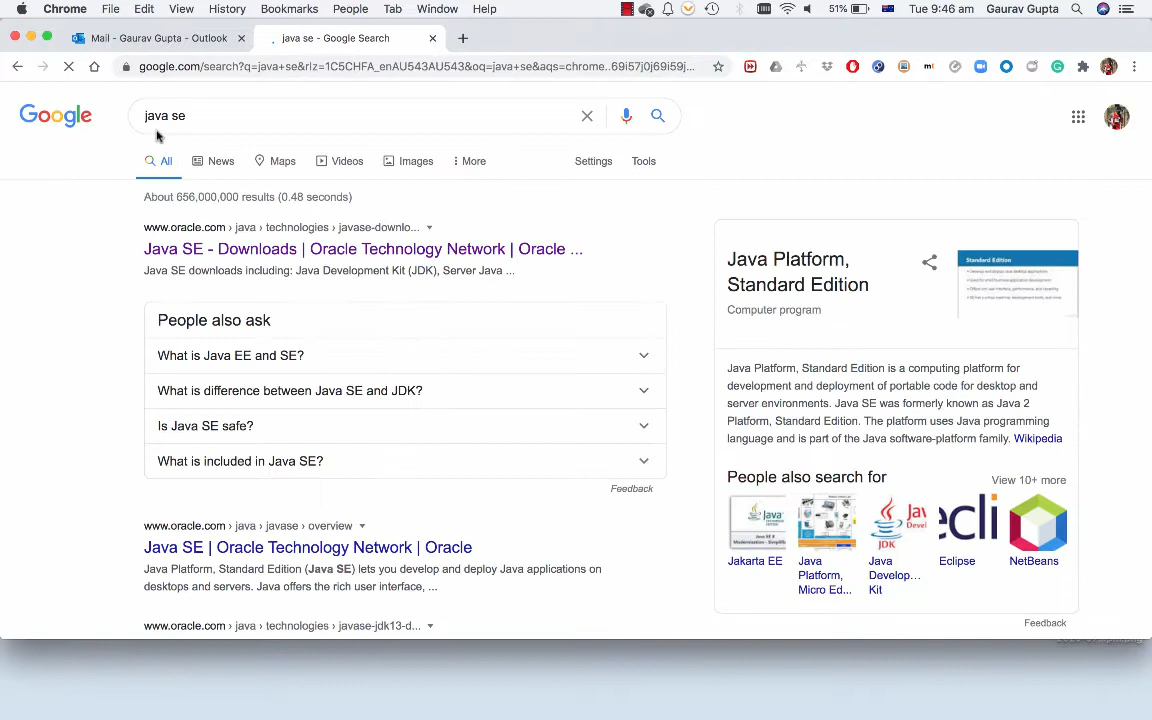 Chrome File Edit View History Bookmarks People Tab Window Help 51% Tue 9:46 am Gaurav Gupta
Mail - Gaurav Gupta - Outlook
java se - Google Search
google.com/search?q=java+se&rlz=1C5CHFA_enAU543AU543&oq=java+se&aqs=chrome..69i57j0j69i59j...
Google
java se
All News Maps Videos Images More Settings Tools
About 656,000,000 results (0.48 seconds)
www.oracle.com › java › technologies › javase-downlo...
Java SE - Downloads | Oracle Technology Network | Oracle ...
Java SE downloads including: Java Development Kit (JDK), Server Java ...
People also ask
What is Java EE and SE?
What is difference between Java SE and JDK?
Is Java SE safe?
What is included in Java SE?
Feedback
www.oracle.com › java › javase › overview
Java SE | Oracle Technology Network | Oracle
Java Platform, Standard Edition (Java SE) lets you develop and deploy Java applications on
desktops and servers. Java offers the rich user interface, ...
www.oracle.com › java › technologies › javase-jdk13-d...
Java Platform,
Standard Edition
Computer program
Standard Edition
Java Platform, Standard Edition is a computing platform for
development and deployment of portable code for desktop and
server environments. Java SE was formerly known as Java 2
Platform, Standard Edition. The platform uses Java programming
language and is part of the Java software-platform family. Wikipedia
People also search for
View 10+ more
Jakarta EE
Java
Platform,
Micro Ed...
Java
Develop...
Kit
Eclipse
NetBeans
Feedback